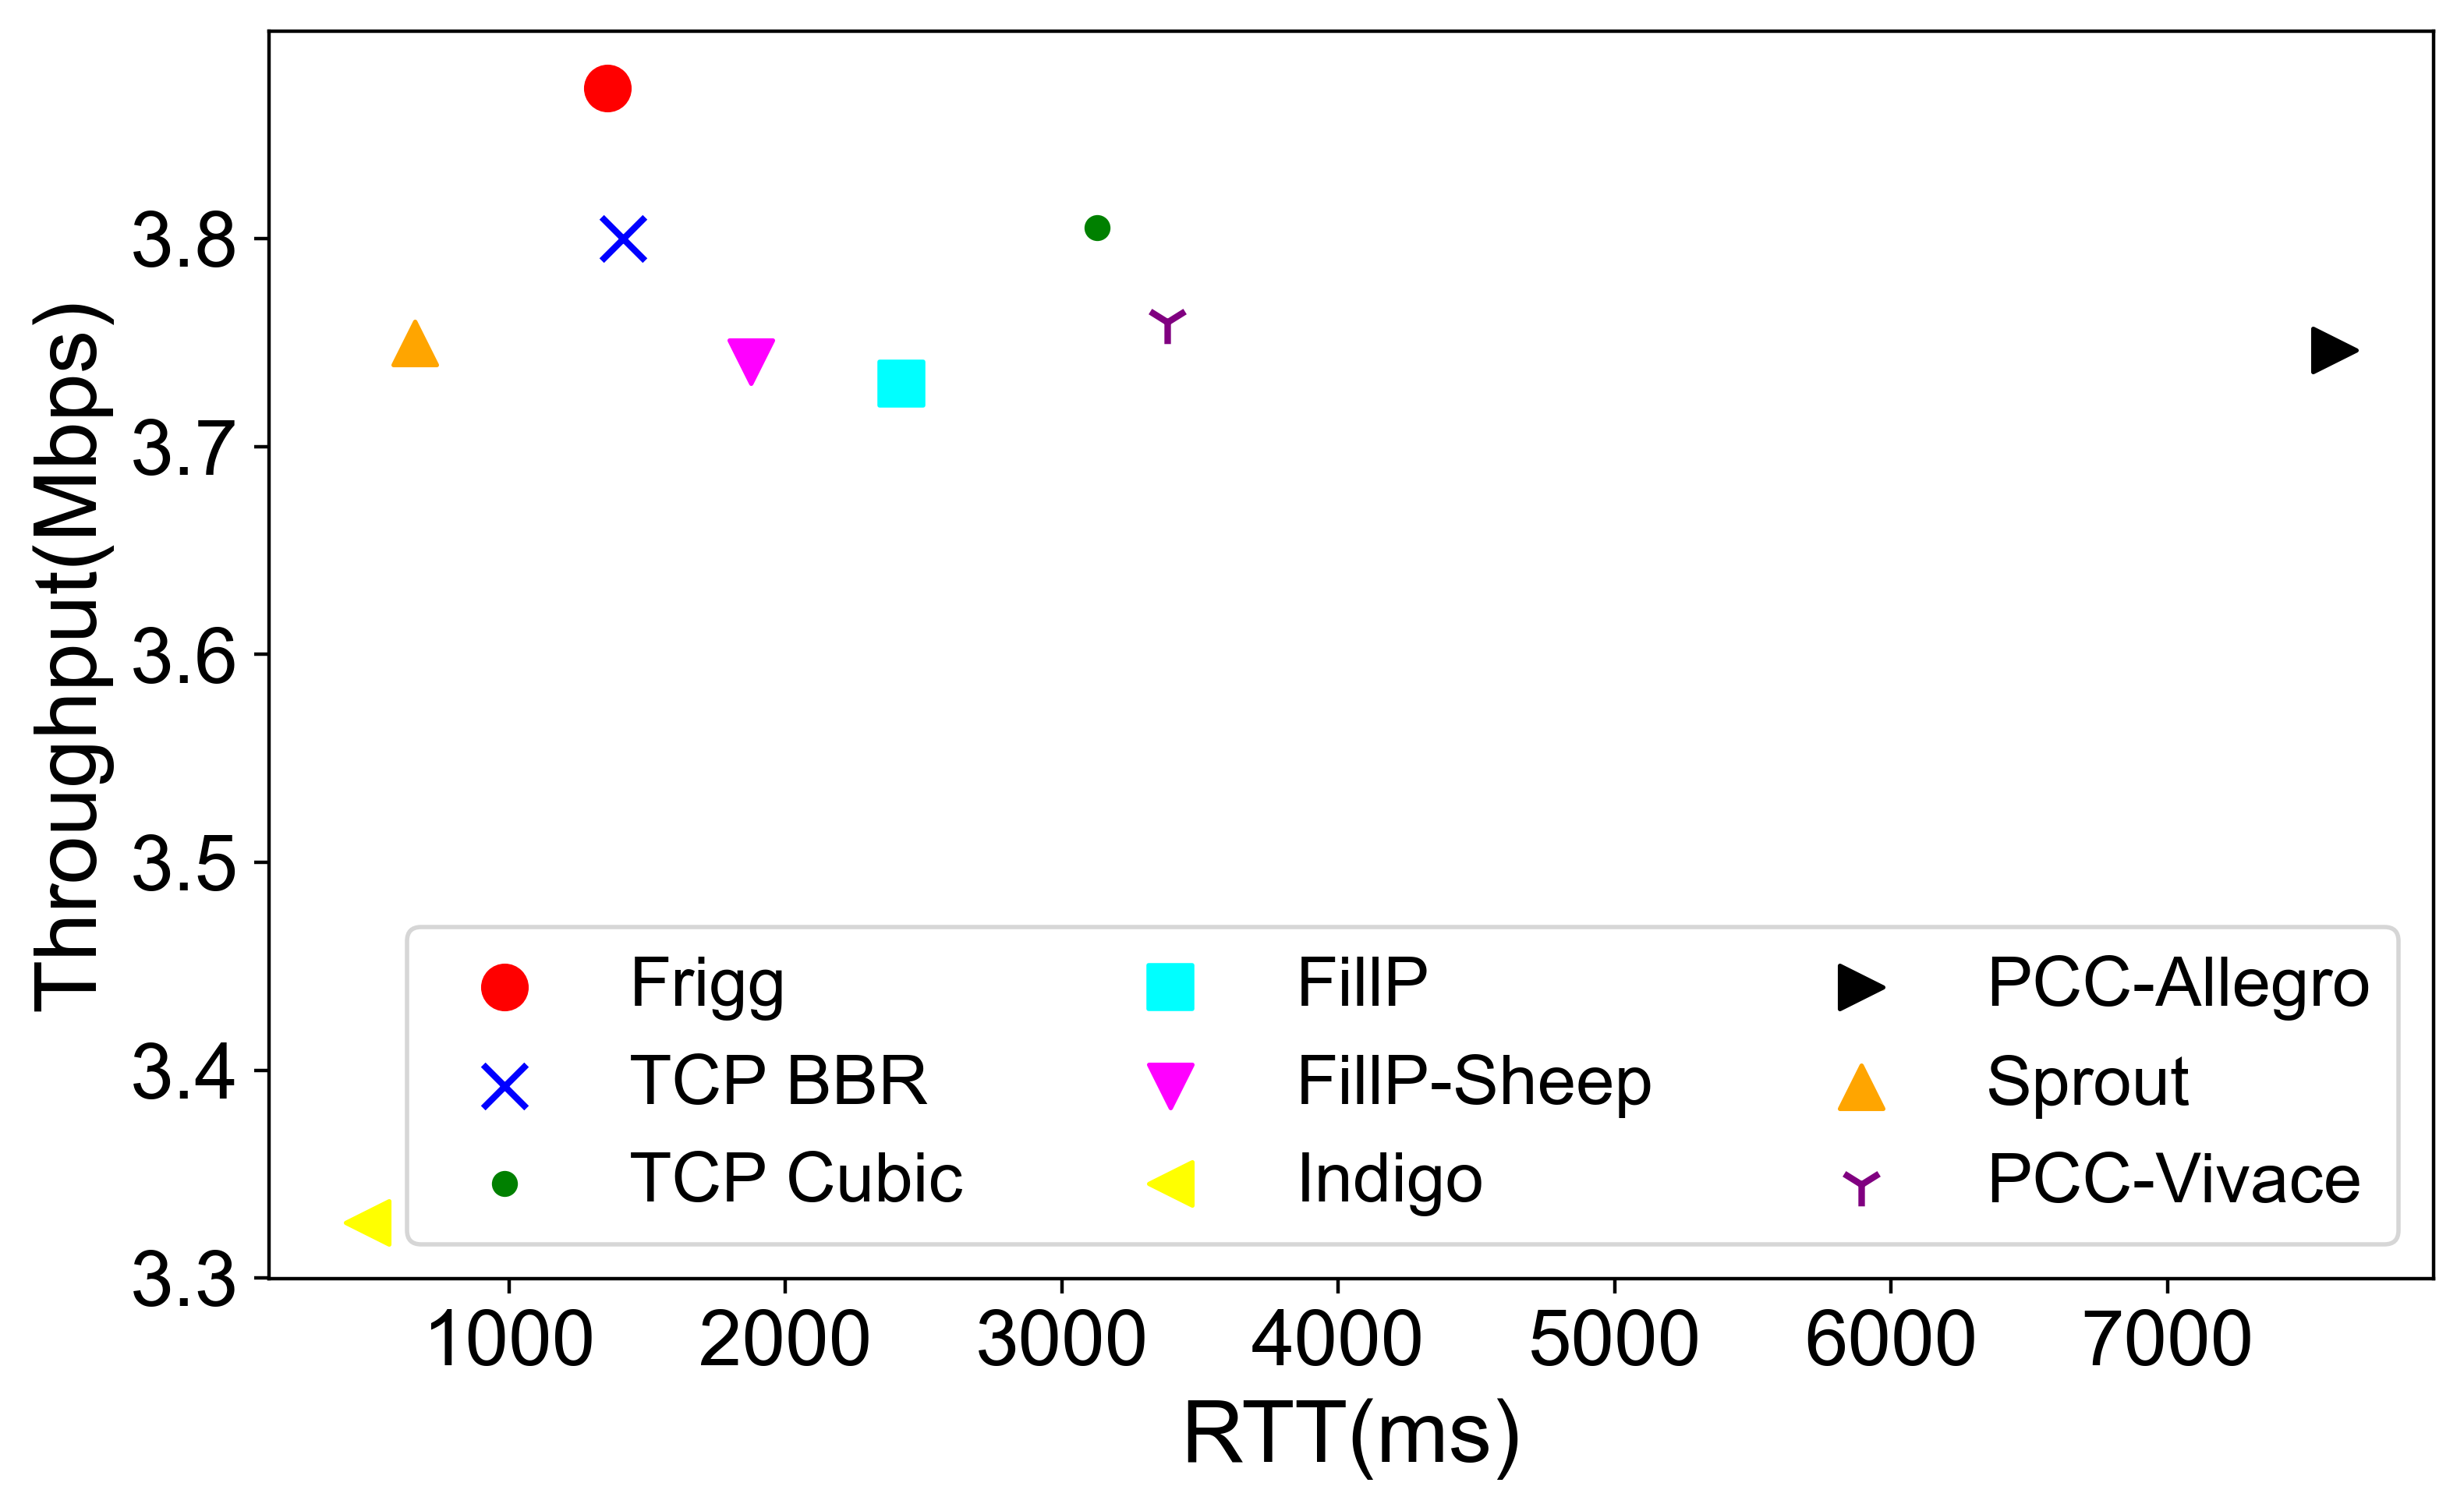 Throughput(Mbps)
3.8
3.7
3.6
3.5
3.4
3.3
Frigg
TCP BBR
TCP Cubic
FillP
FillP-Sheep
Indigo
PCC-Allegro
Sprout
PCC-Vivace
1000 2000 3000 4000 5000 6000 7000
RTT(ms)